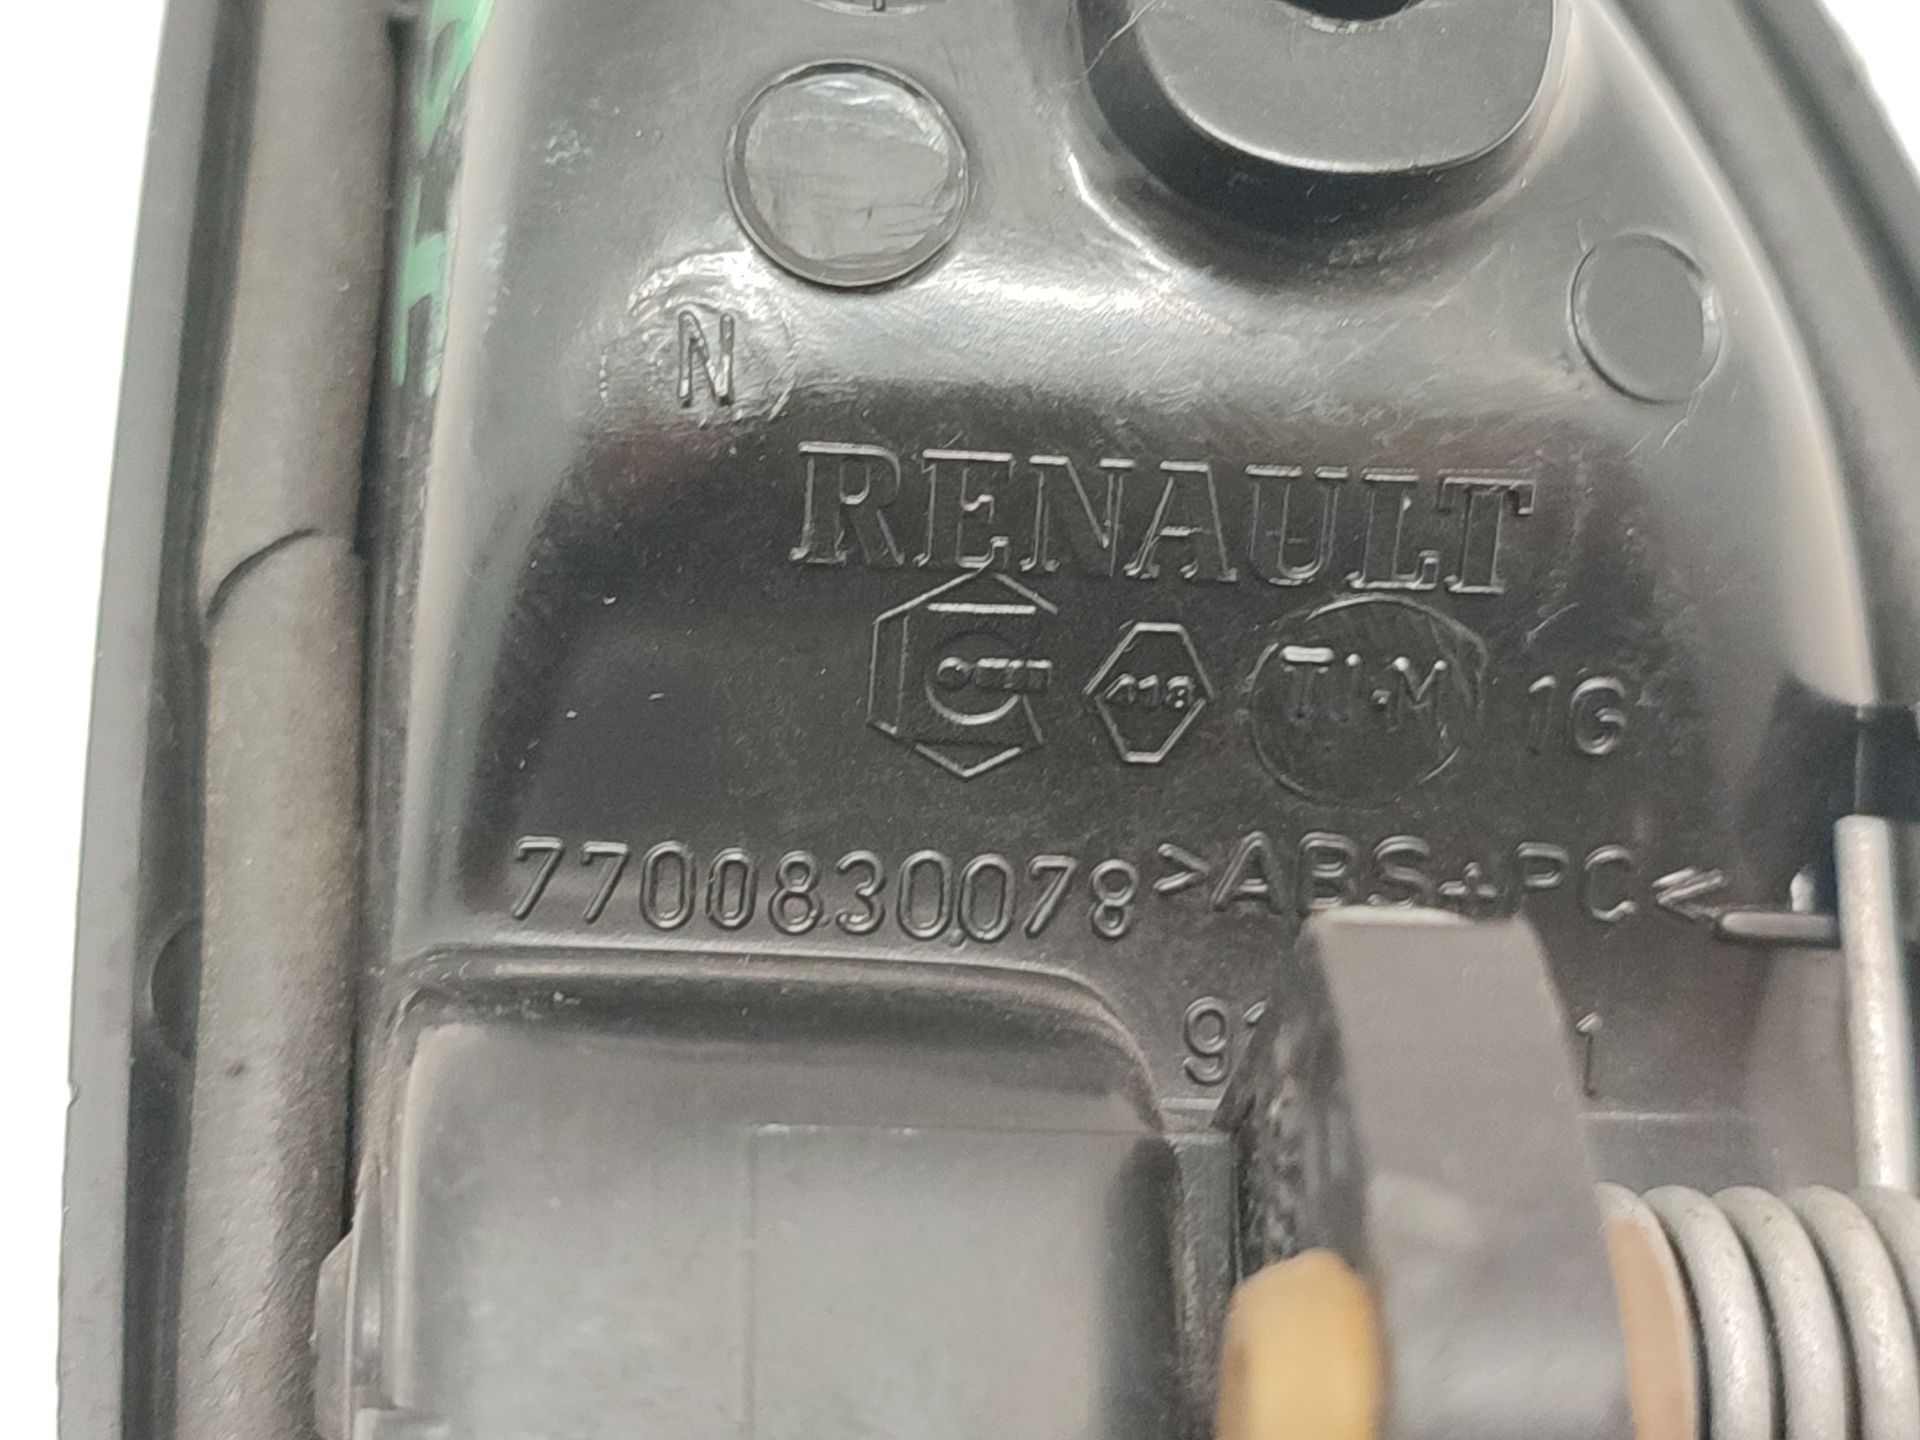 N
RENAULT
418 TI·M 1G
7700830078 >ABS+PC<